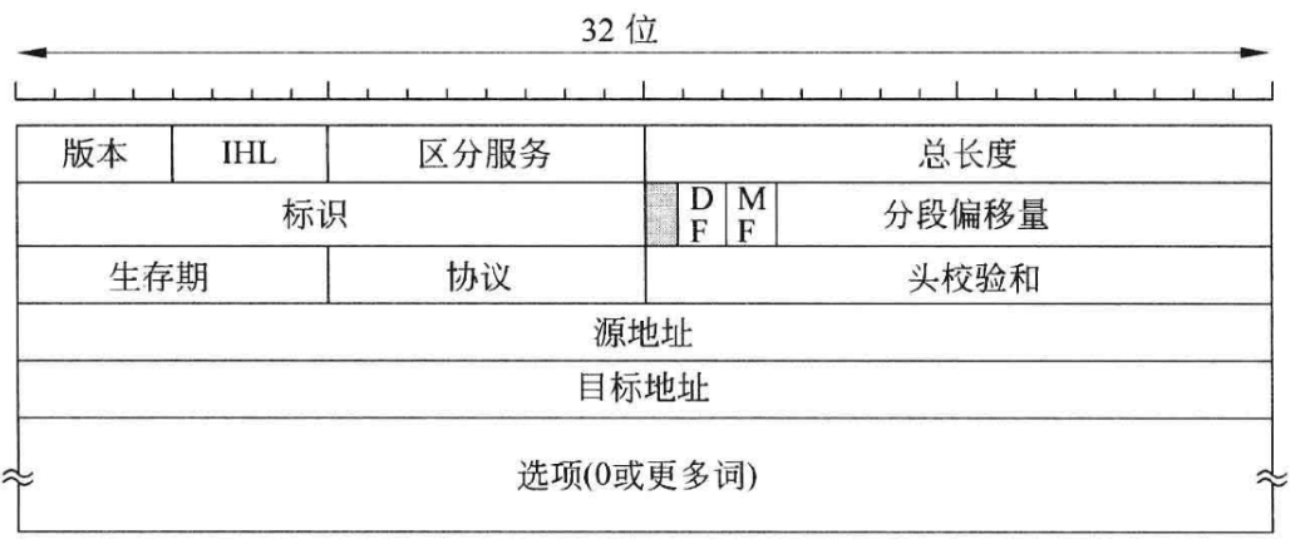 32 位
版本 IHL 区分服务 总长度
标识 DF MF 分段偏移量
生存期 协议 头校验和
源地址
目标地址
选项(0或更多词)